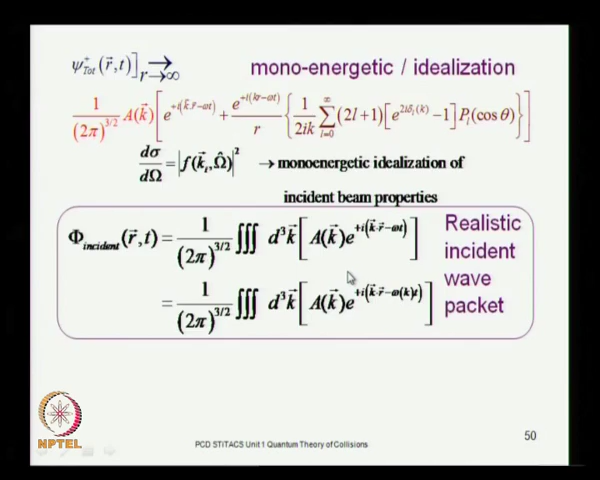 ψ⁺_Tot(r⃗,t)]_{r→∞} → mono-energetic / idealization
1/(2π)^{3/2} A(k⃗)[e^{+i(k⃗·r⃗−ωt)} + e^{+i(kr−ωt)}/r {1/2ik ∑_{l=0}^{∞}(2l+1)[e^{2iδ_l(k)}−1]P_l(cosθ)}]
dσ/dΩ = |f(k⃗_i,Ω̂)|² → monoenergetic idealization of
incident beam properties
Φ_incident(r⃗,t) = 1/(2π)^{3/2} ∭ d³k⃗[A(k⃗)e^{+i(k⃗·r⃗−ωt)}]
= 1/(2π)^{3/2} ∭ d³k⃗[A(k⃗)e^{+i(k⃗·r⃗−ω(k)t)}]
Realistic
incident
wave
packet
NPTEL
PCD STITACS Unit 1 Quantum Theory of Collisions
50